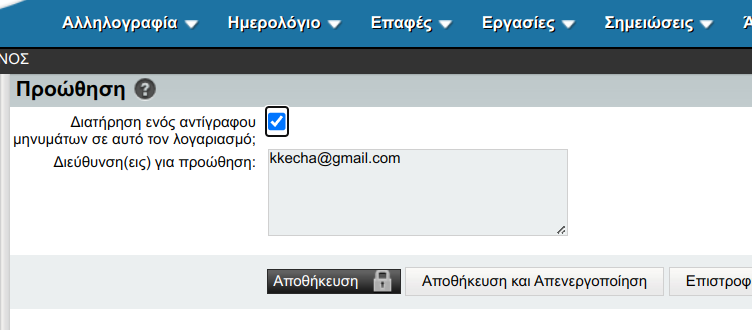 Αλληλογραφία Ημερολόγιο Επαφές Εργασίες Σημειώσεις
ΝΟΣ
Προώθηση ?
Διατήρηση ενός αντίγραφου
μηνυμάτων σε αυτό τον λογαριασμό;
Διεύθυνση(εις) για προώθηση:
kkecha@gmail.com
Αποθήκευση Αποθήκευση και Απενεργοποίηση Επιστροφ